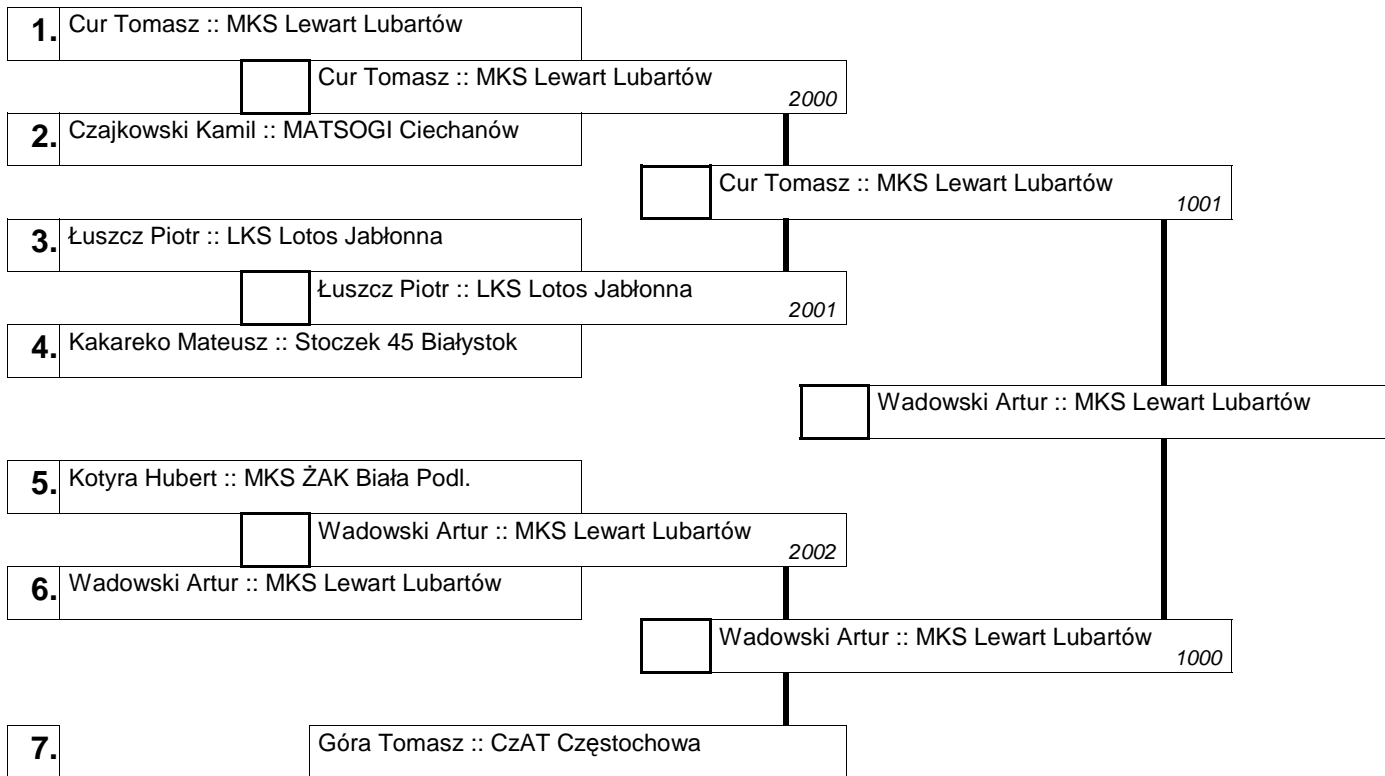 1. Cur Tomasz :: MKS Lewart Lubartów
Cur Tomasz :: MKS Lewart Lubartów
2000
2. Czajkowski Kamil :: MATSOGI Ciechanów
Cur Tomasz :: MKS Lewart Lubartów
1001
3. Łuszcz Piotr :: LKS Lotos Jabłonna
Łuszcz Piotr :: LKS Lotos Jabłonna
2001
4. Kakareko Mateusz :: Stoczek 45 Białystok
Wadowski Artur :: MKS Lewart Lubartów
5. Kotyra Hubert :: MKS ŻAK Biała Podl.
Wadowski Artur :: MKS Lewart Lubartów
2002
6. Wadowski Artur :: MKS Lewart Lubartów
Wadowski Artur :: MKS Lewart Lubartów
1000
7. Góra Tomasz :: CzAT Częstochowa